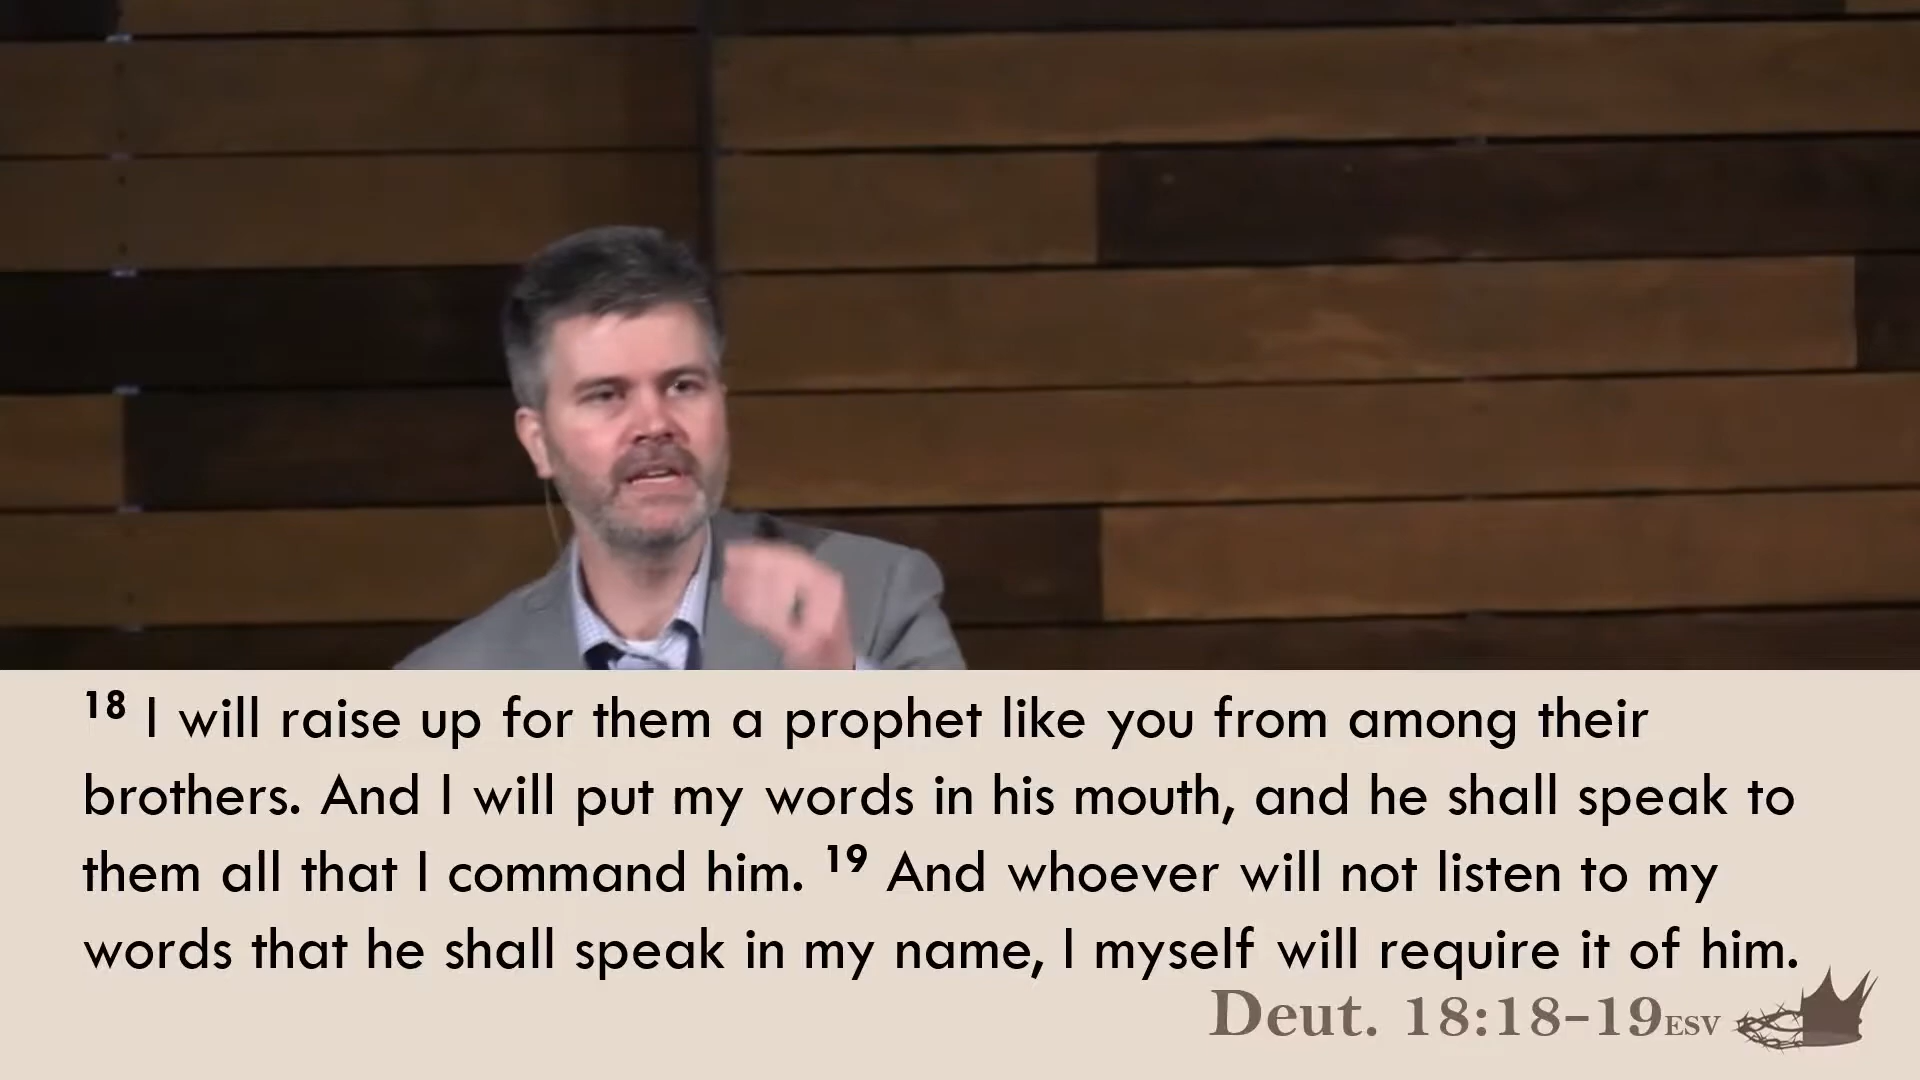 18 I will raise up for them a prophet like you from among their
brothers. And I will put my words in his mouth, and he shall speak to
them all that I command him. 19 And whoever will not listen to my
words that he shall speak in my name, I myself will require it of him.
Deut. 18:18-19 ESV